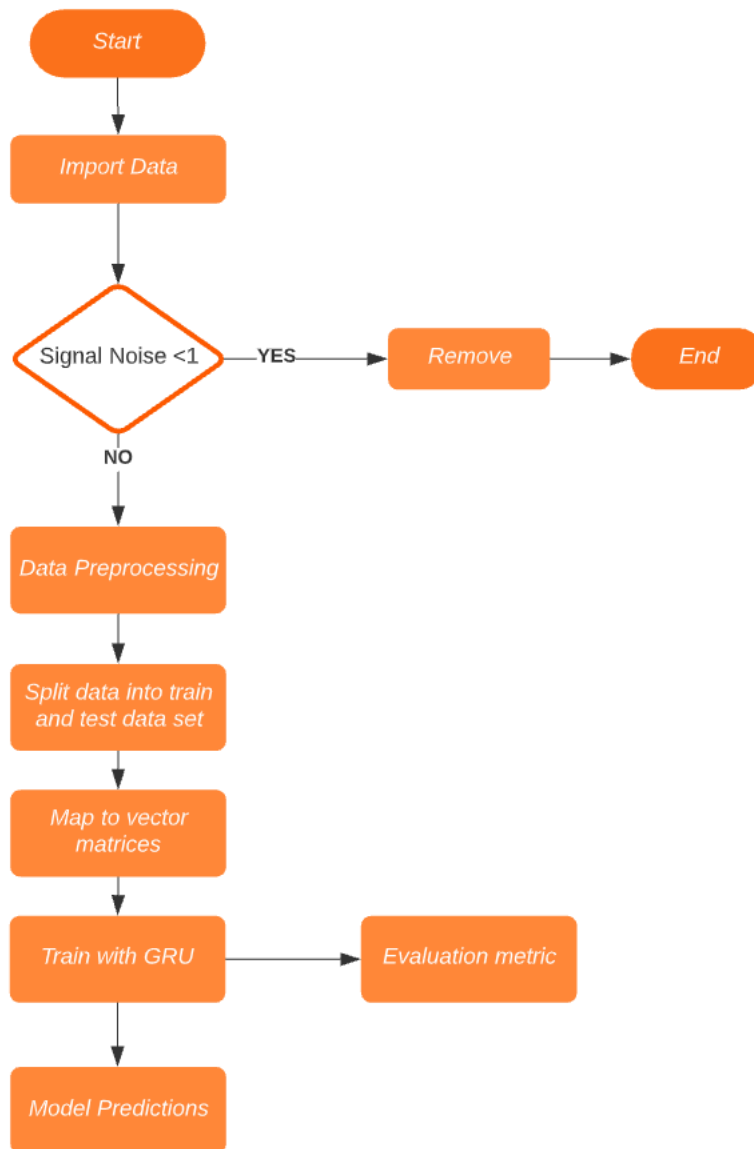 Start
Import Data
Signal Noise <1
YES
Remove
End
NO
Data Preprocessing
Split data into train
and test data set
Map to vector
matrices
Train with GRU
Evaluation metric
Model Predictions